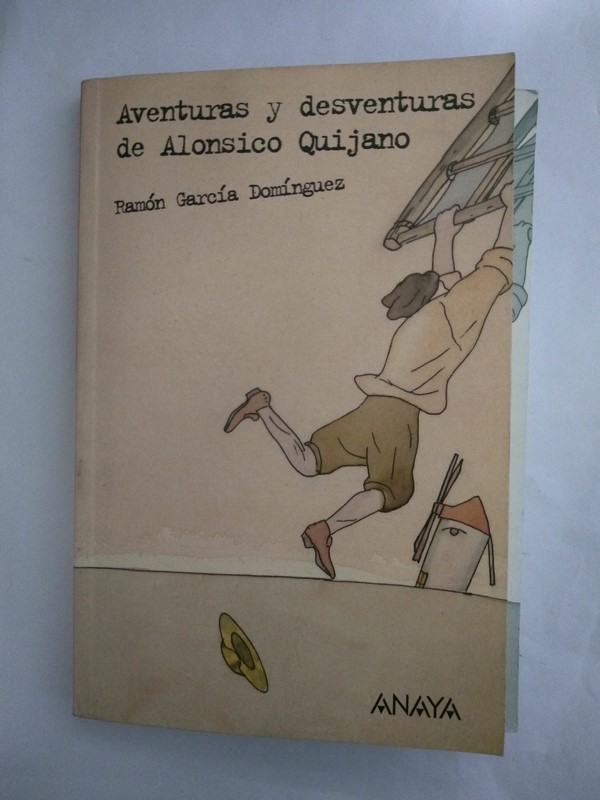 Aventuras y desventuras
de Alonsico Quijano
Ramón García Domínguez
ANAYA